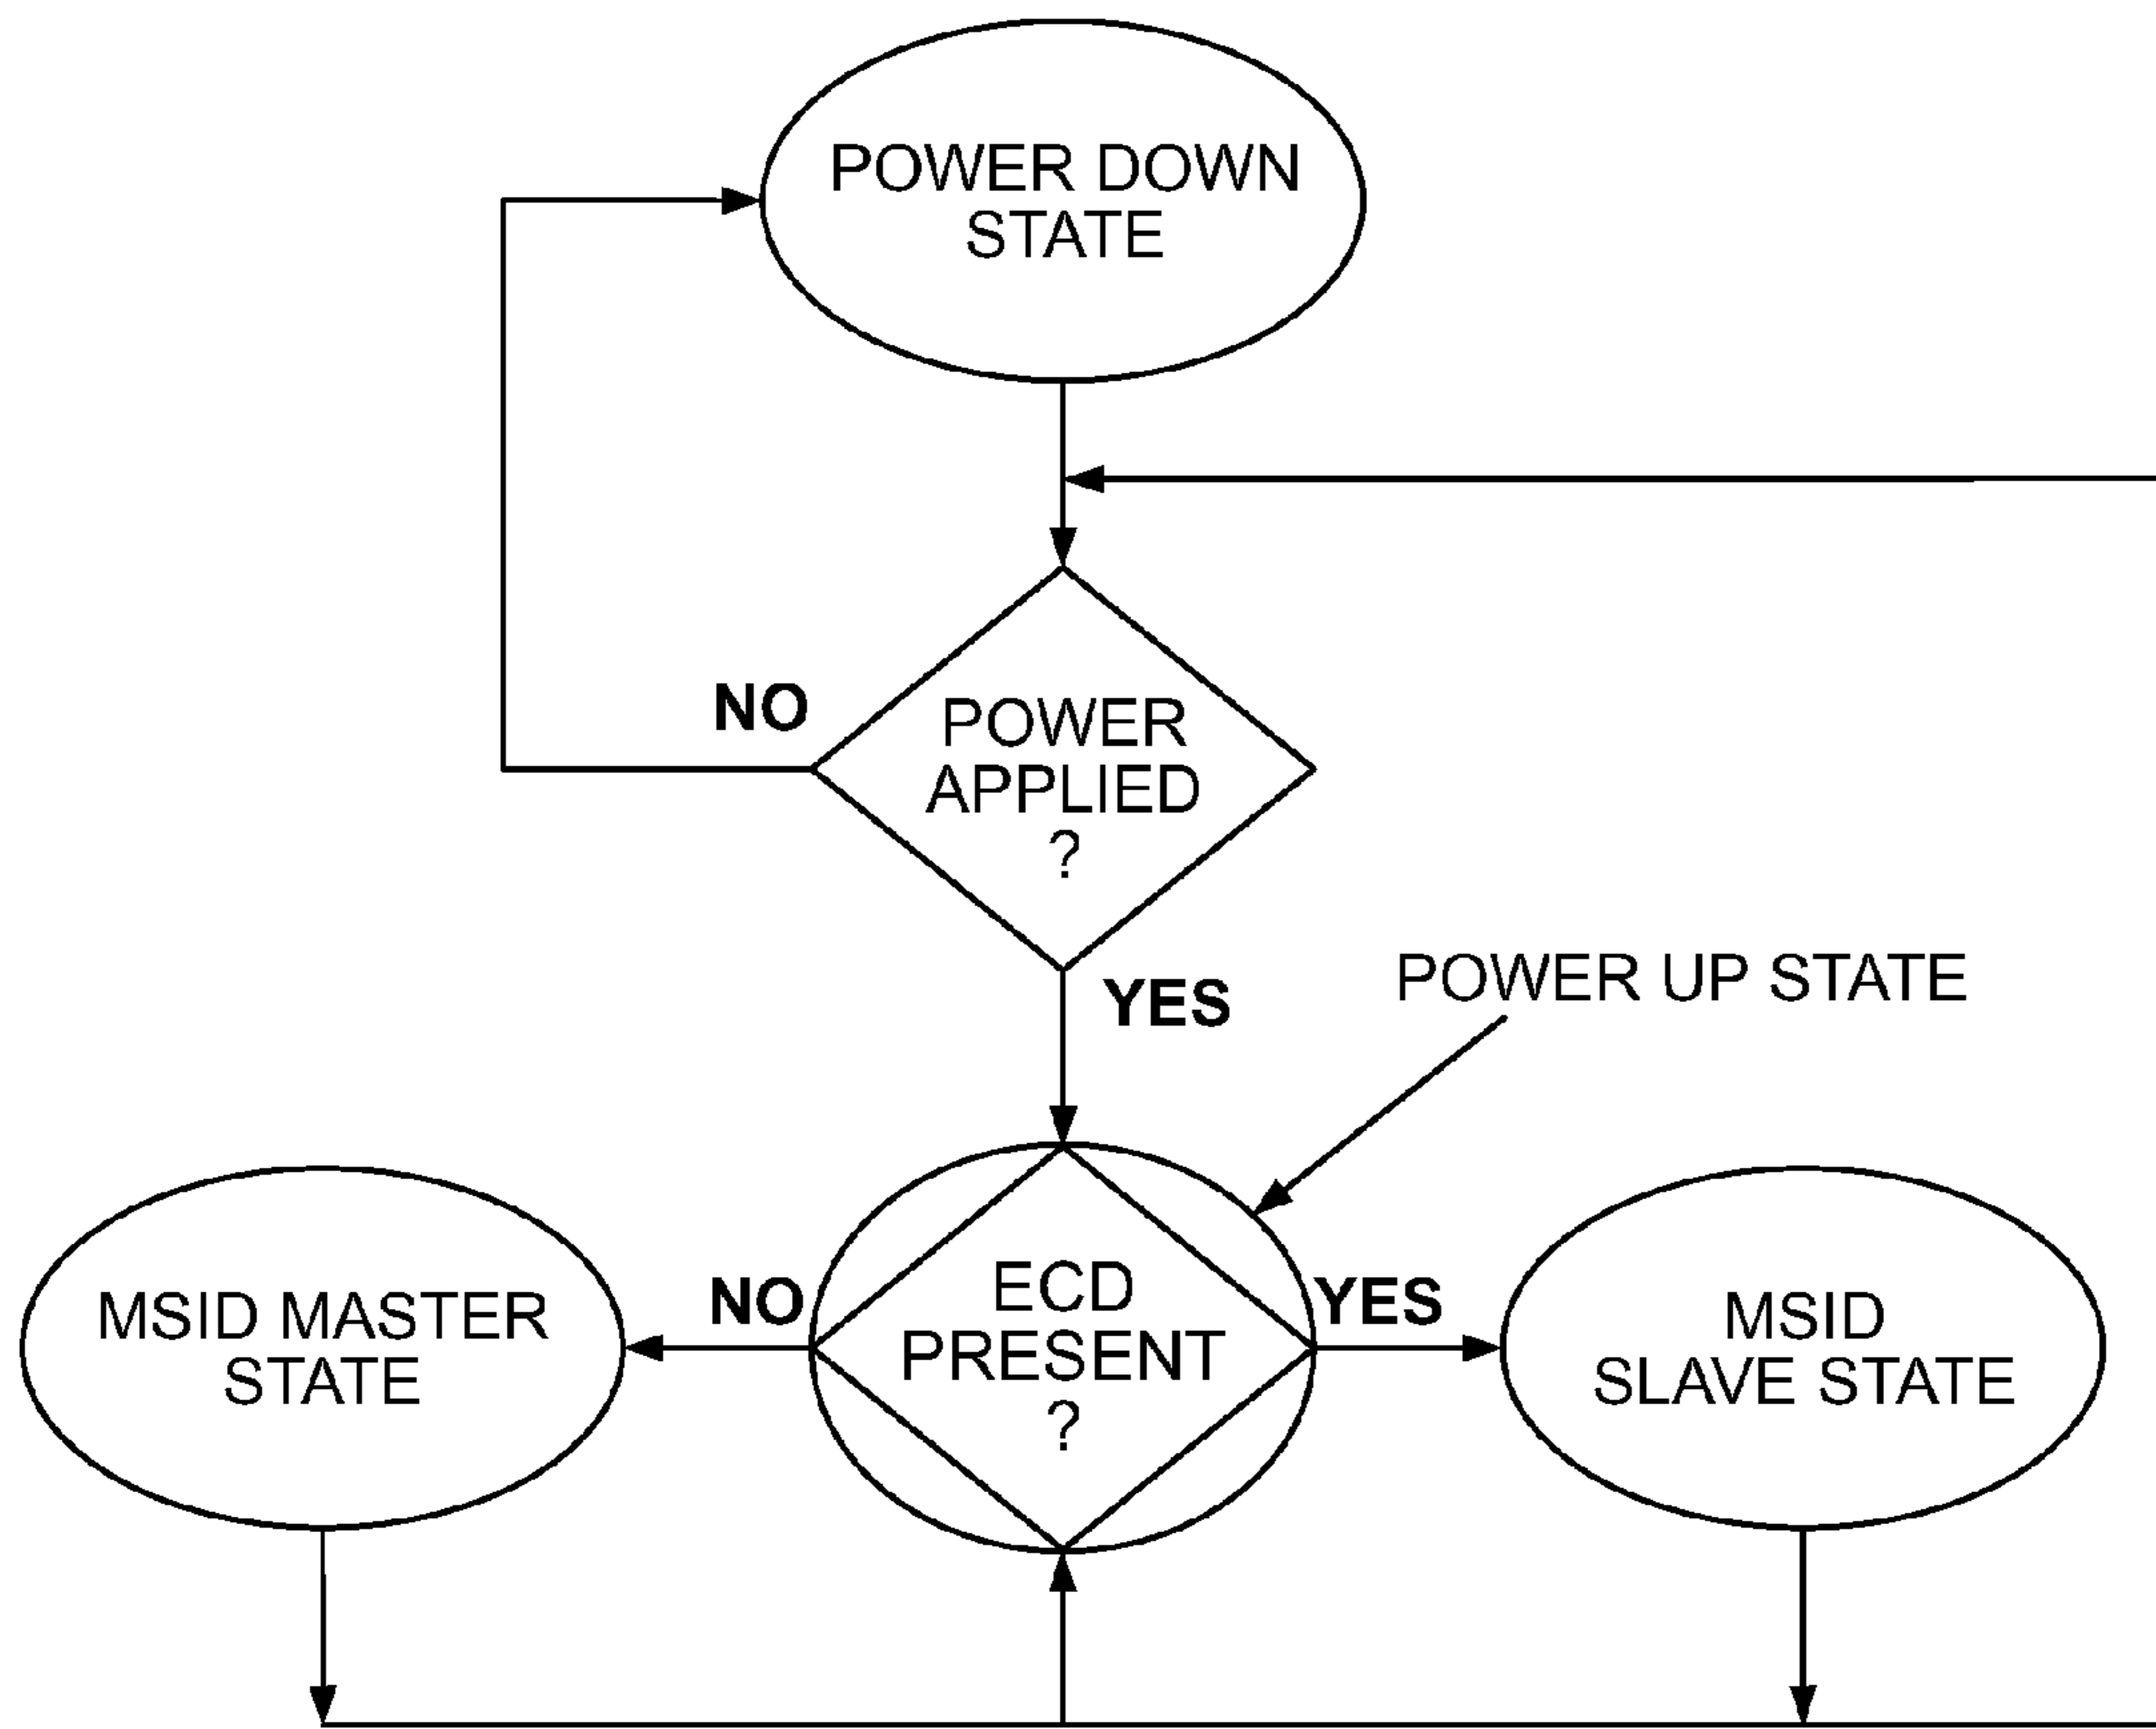 POWER DOWN
STATE
NO
POWER
APPLIED
?
YES
POWER UP STATE
MSID MASTER
STATE
NO
ECD
PRESENT
?
YES
MSID
SLAVE STATE